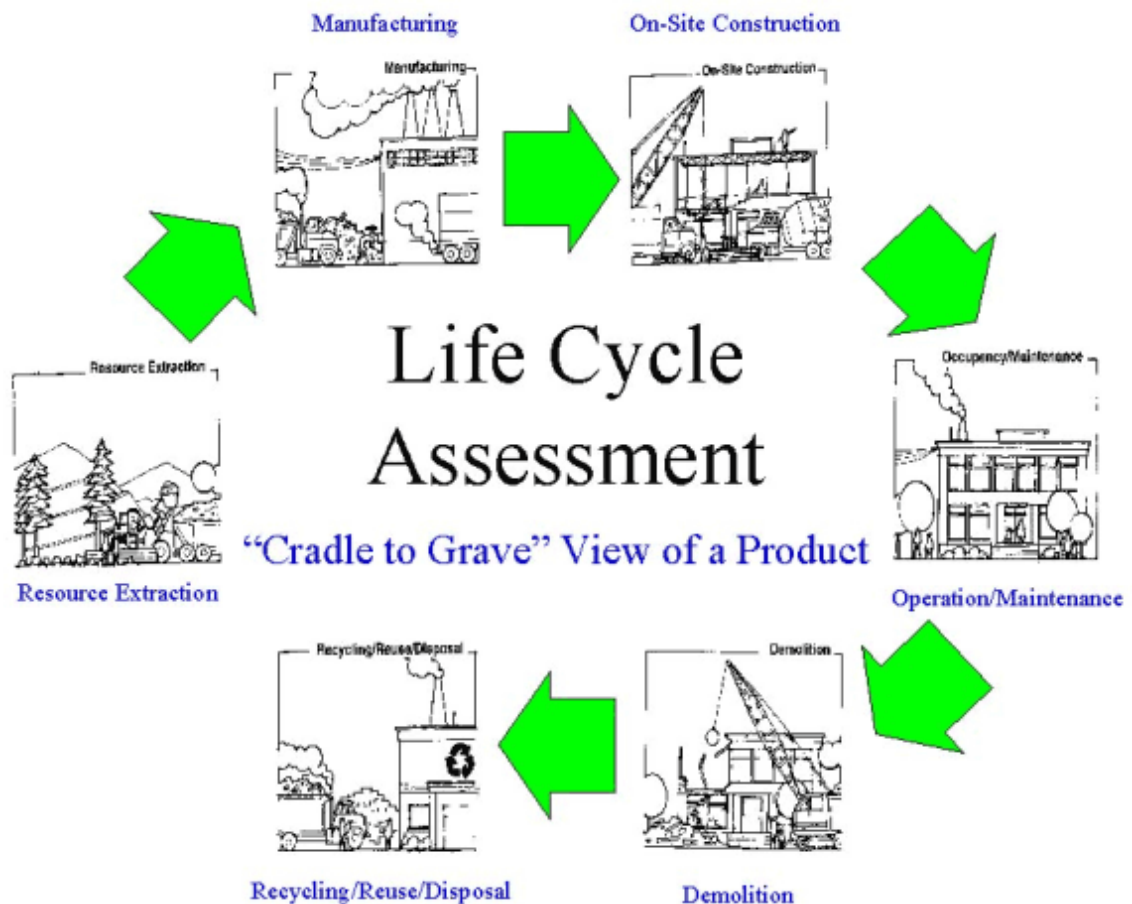 Manufacturing
On-Site Construction
Manufacturing
On-Site Construction
Life Cycle
Assessment
“Cradle to Grave” View of a Product
Resource Extraction
Resource Extraction
Occupancy/Maintenance
Operation/Maintenance
Recycling/Reuse/Disposal
Demolition
Recycling/Reuse/Disposal
Demolition